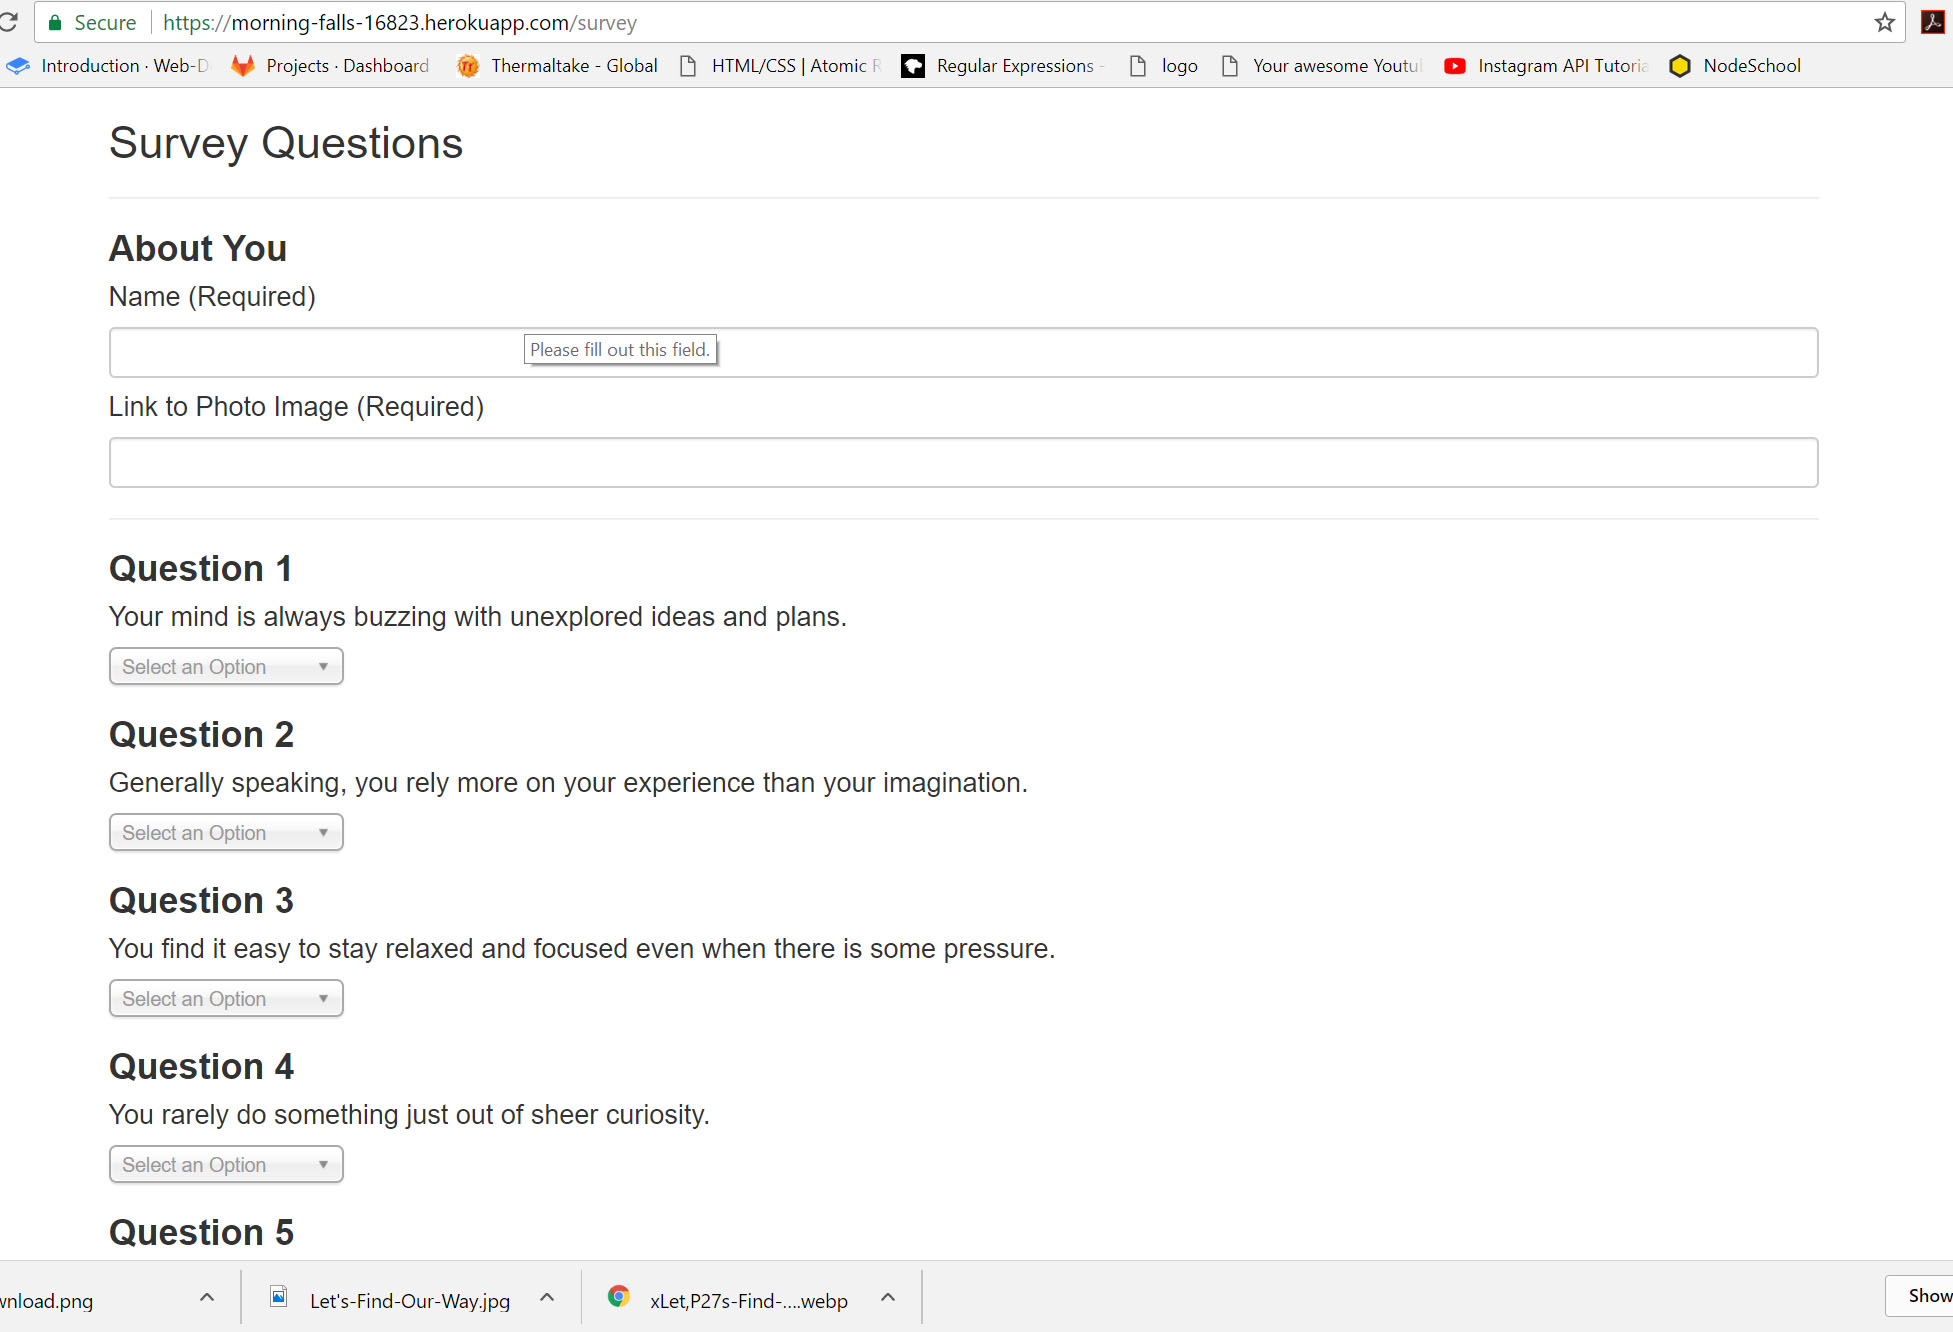 Secure https://morning-falls-16823.herokuapp.com/survey
Introduction · Web-D Projects · Dashboard Thermaltake - Global HTML/CSS | Atomic R Regular Expressions - logo Your awesome Youtu Instagram API Tutoria NodeSchool
Survey Questions
About You
Name (Required)
Please fill out this field.
Link to Photo Image (Required)
Question 1
Your mind is always buzzing with unexplored ideas and plans.
Select an Option
Question 2
Generally speaking, you rely more on your experience than your imagination.
Select an Option
Question 3
You find it easy to stay relaxed and focused even when there is some pressure.
Select an Option
Question 4
You rarely do something just out of sheer curiosity.
Select an Option
Question 5
wnload.png Let's-Find-Our-Way.jpg xLet,P27s-Find-....webp Show